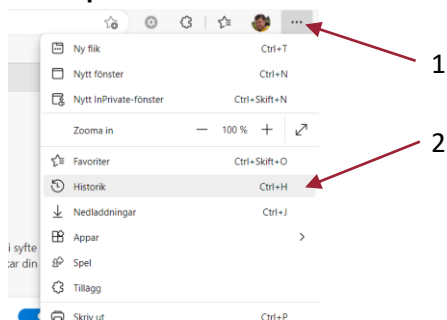 1
Ny flik Ctrl+T
Nytt fönster Ctrl+N
Nytt InPrivate-fönster Ctrl+Skift+N
Zooma in — 100 % +
2
Favoriter Ctrl+Skift+O
Historik Ctrl+H
Nedladdningar Ctrl+J
Appar
i syfte
Spel
din
Tillägg
Skriv ut Ctrl+P